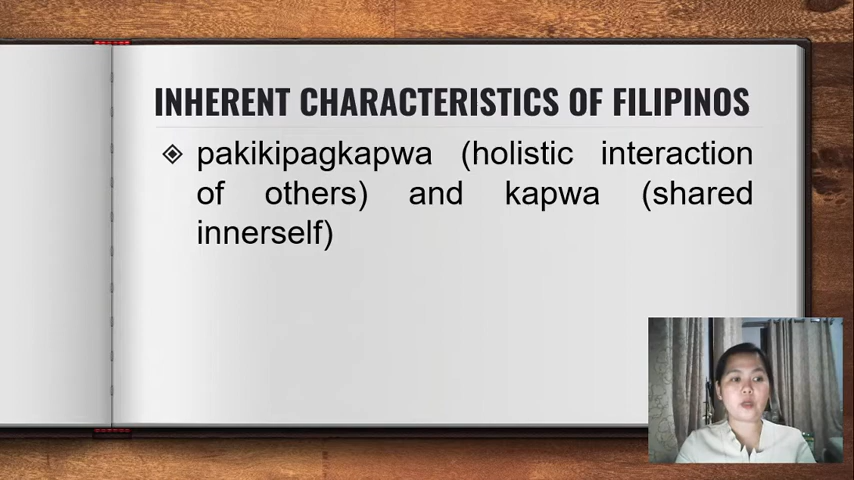 INHERENT CHARACTERISTICS OF FILIPINOS
pakikipagkapwa (holistic interaction
of others) and kapwa (shared
innerself)